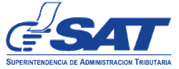 SAT
SUPERINTENDENCIA DE ADMINISTRACION TRIBUTARIA